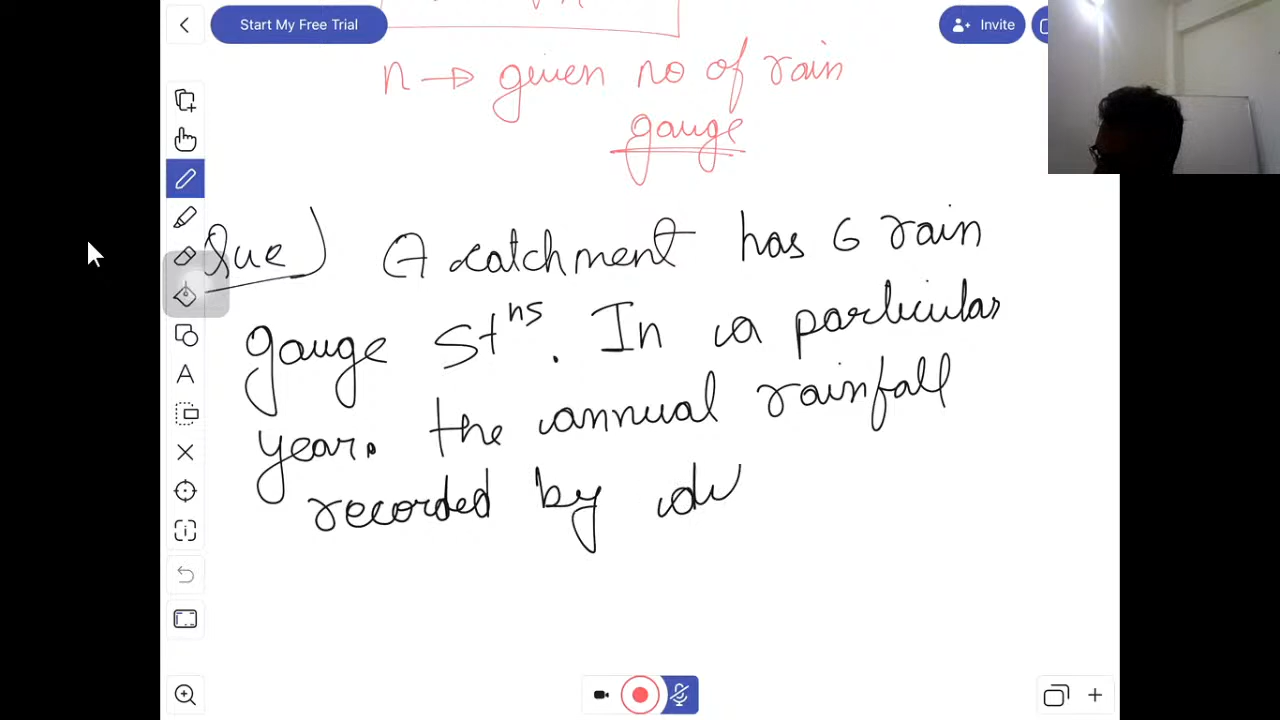 Start My Free Trial
Invite
n → given no of rain
gauge
Que) A catchment has 6 rain
gauge Stⁿˢ. In a particular
year. the annual rainfall
recorded by